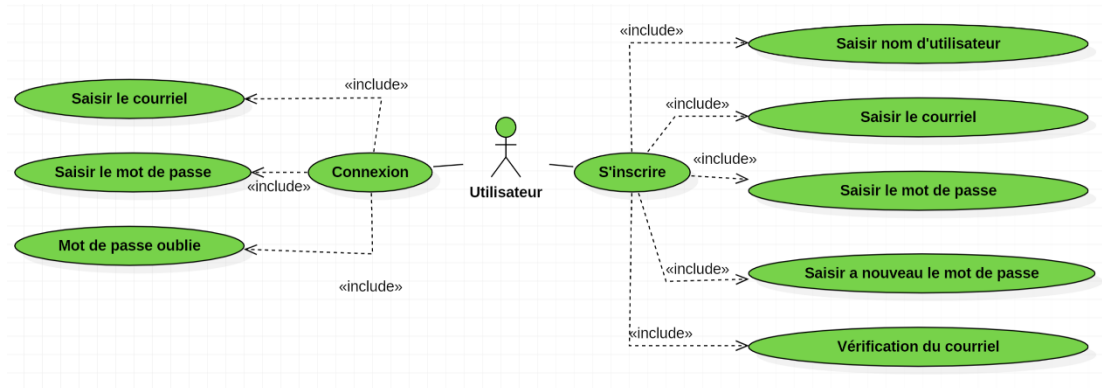 «include»
Saisir nom d'utilisateur
«include»
Saisir le courriel
«include»
Saisir le courriel
Saisir le mot de passe
«include»
Connexion
Utilisateur
S'inscrire
«include»
Saisir le mot de passe
Mot de passe oublie
«include»
«include»
Saisir a nouveau le mot de passe
«include»
Vérification du courriel